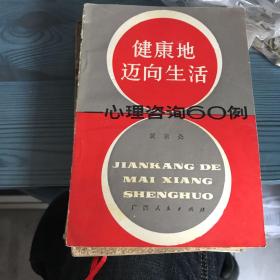 健康地
迈向生活
—心理咨询60例
JIANKANG DE
MAI XIANG
SHENGHUO
广西人民出版社